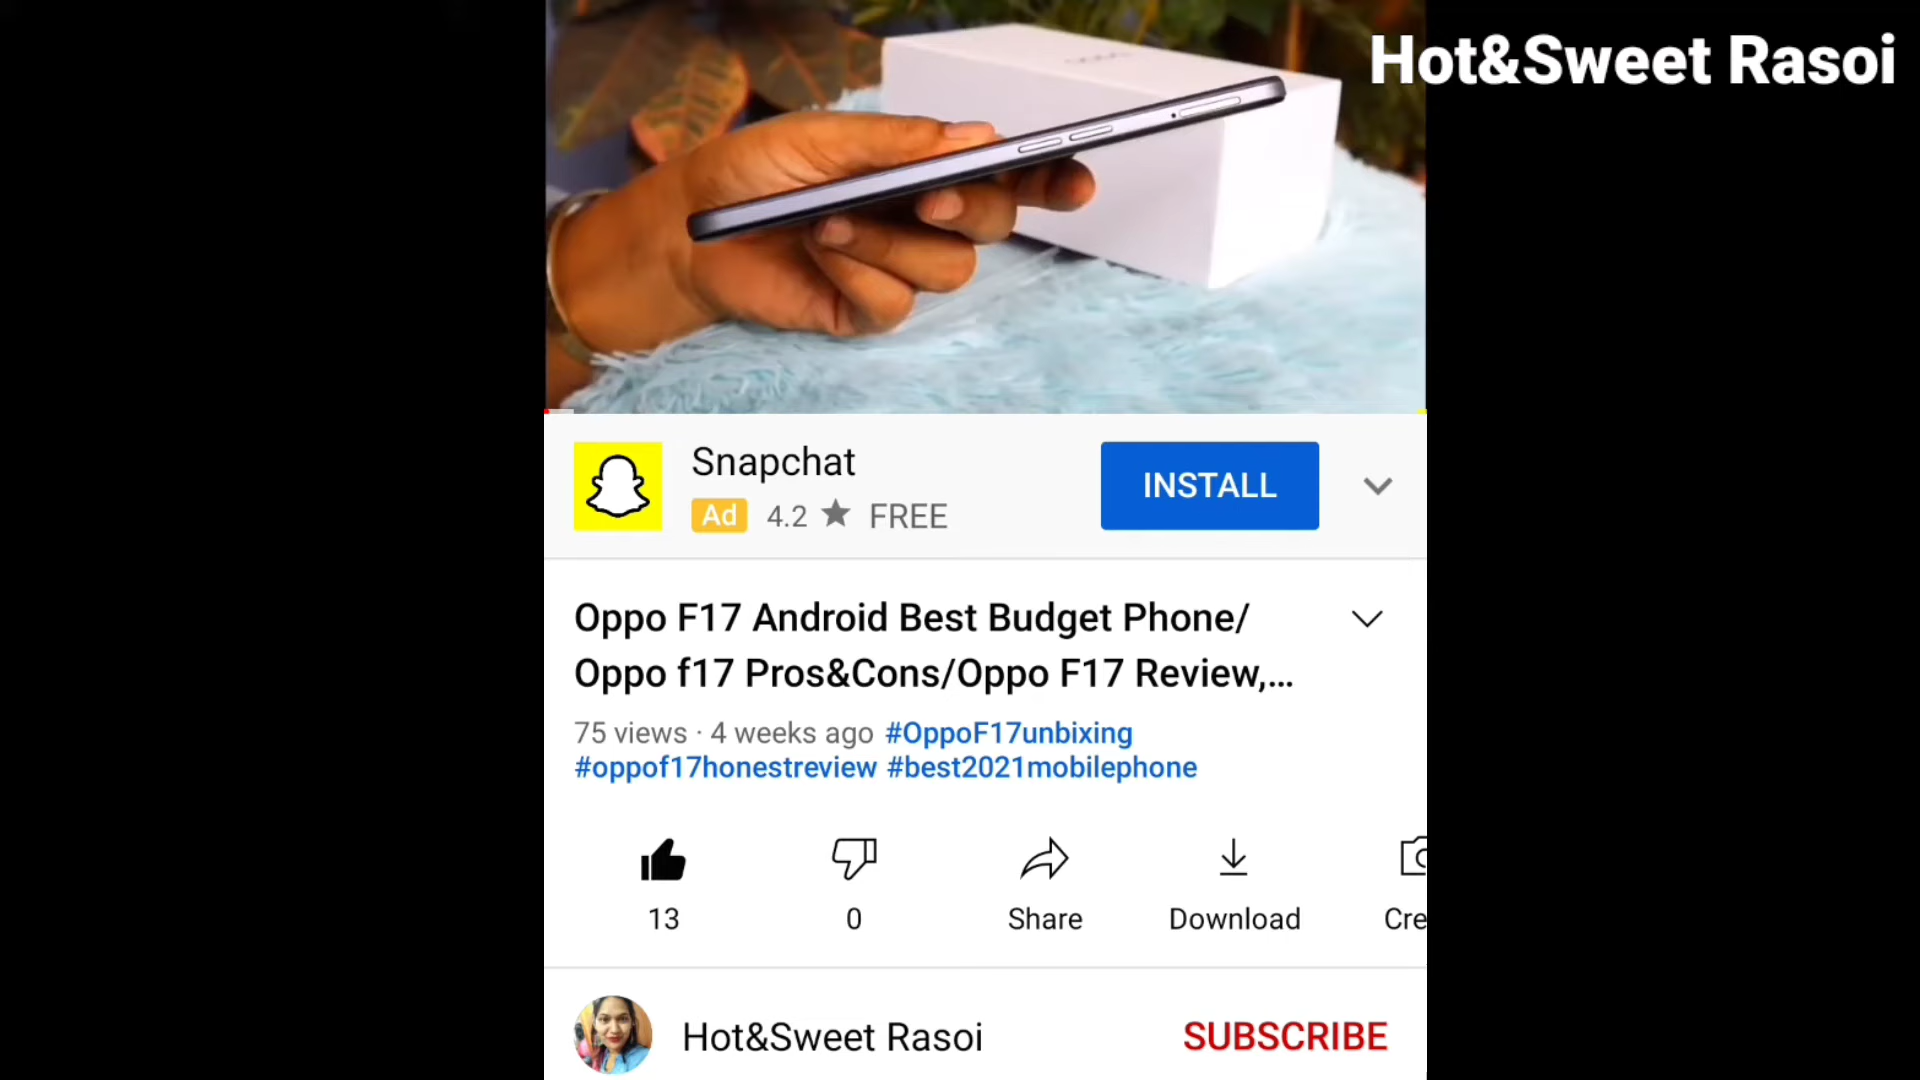 Hot&Sweet Rasoi
Snapchat
INSTALL
Ad 4.2 ★ FREE
Oppo F17 Android Best Budget Phone/
Oppo f17 Pros&Cons/Oppo F17 Review,...
75 views · 4 weeks ago #OppoF17unbixing
#oppof17honestreview #best2021mobilephone
13 0 Share Download Cre
Hot&Sweet Rasoi SUBSCRIBE